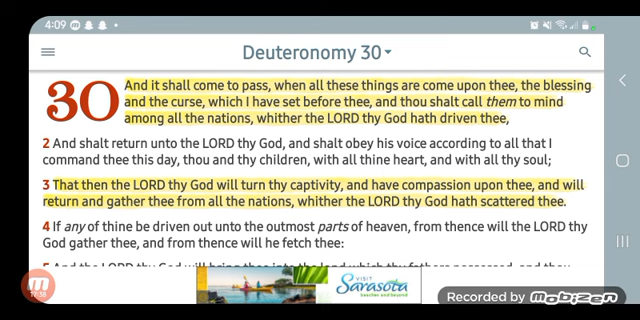 4:09
Deuteronomy 30
30 And it shall come to pass, when all these things are come upon thee, the blessing
and the curse, which I have set before thee, and thou shalt call them to mind
among all the nations, whither the LORD thy God hath driven thee,
2 And shalt return unto the LORD thy God, and shalt obey his voice according to all that I
command thee this day, thou and thy children, with all thine heart, and with all thy soul;
3 That then the LORD thy God will turn thy captivity, and have compassion upon thee, and will
return and gather thee from all the nations, whither the LORD thy God hath scattered thee.
4 If any of thine be driven out unto the outmost parts of heaven, from thence will the LORD thy
God gather thee, and from thence will he fetch thee:
17:38
VISIT
Sarasota
beaches and beyond
Recorded by mobizen